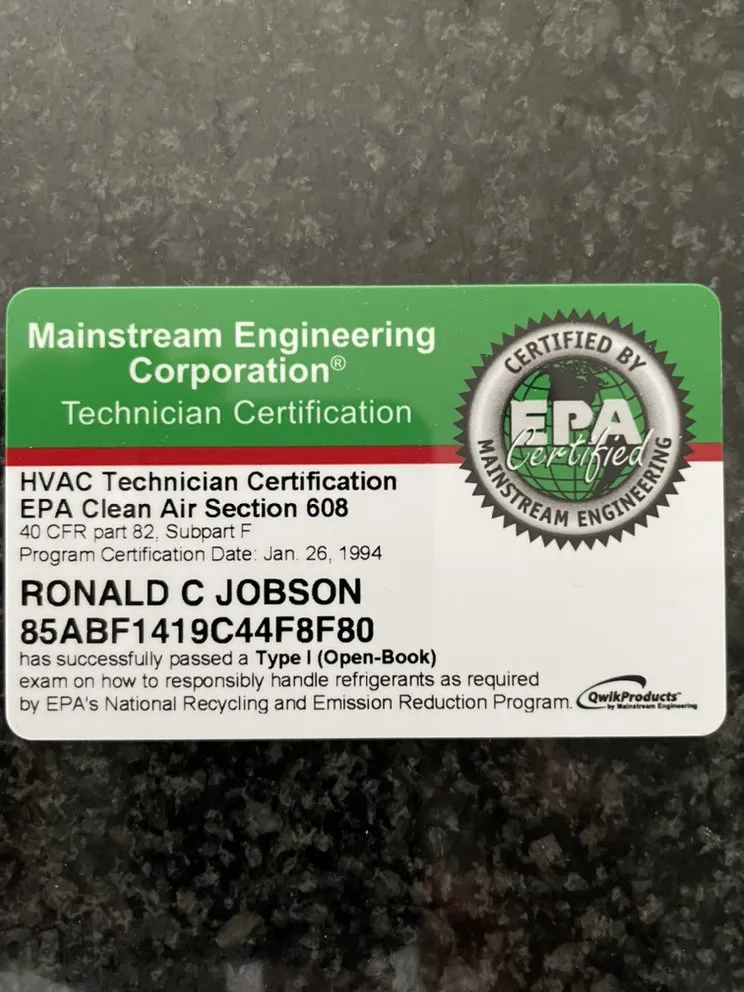 Mainstream Engineering
Corporation®
Technician Certification
CERTIFIED BY
EPA
Certified
MAINSTREAM ENGINEERING
HVAC Technician Certification
EPA Clean Air Section 608
40 CFR part 82, Subpart F
Program Certification Date: Jan. 26, 1994
RONALD C JOBSON
85ABF1419C44F8F80
has successfully passed a Type I (Open-Book)
exam on how to responsibly handle refrigerants as required
by EPA's National Recycling and Emission Reduction Program.
QwikProducts™
by Mainstream Engineering